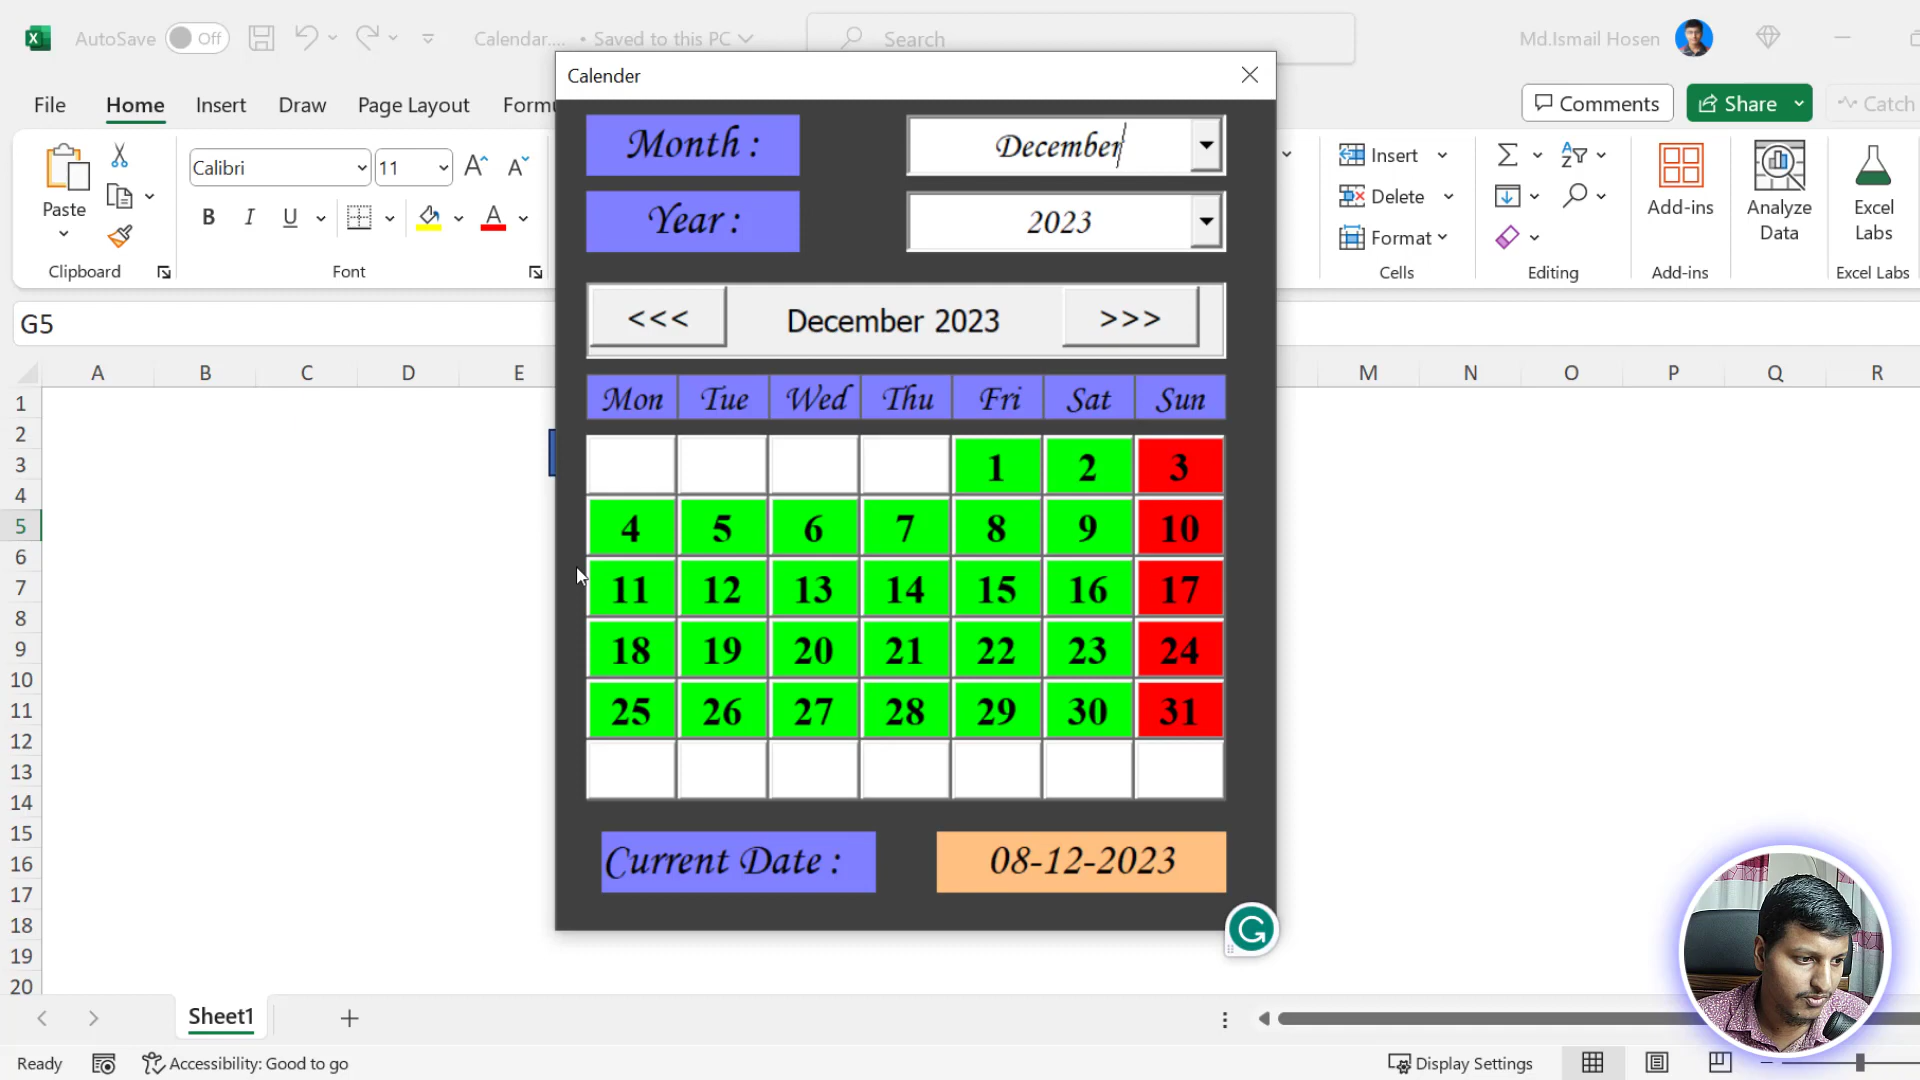 AutoSave Off Calendar.... • Saved to this PC Search Md.Ismail Hosen
Calender
File Home Insert Draw Page Layout Formu Comments Share Catch
Month : December
Year : 2023
<<< December 2023 >>>
Mon Tue Wed Thu Fri Sat Sun
1 2 3
4 5 6 7 8 9 10
11 12 13 14 15 16 17
18 19 20 21 22 23 24
25 26 27 28 29 30 31
Current Date : 08-12-2023
Paste
Clipboard
Calibri 11
B I U A
Font
Insert
Delete
Format
Cells
Editing
Add-ins
Add-ins
Analyze
Data
Excel
Labs
Excel Labs
G5
A B C D E M N O P Q R
1
2
3
4
5
6
7
8
9
10
11
12
13
14
15
16
17
18
19
20
Sheet1
Ready Accessibility: Good to go Display Settings